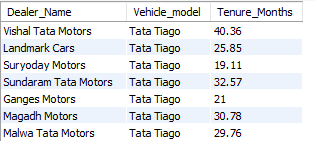 Dealer_Name Vehicle_model Tenure_Months
Vishal Tata Motors Tata Tiago 40.36
Landmark Cars Tata Tiago 25.85
Suryoday Motors Tata Tiago 19.11
Sundaram Tata Motors Tata Tiago 32.57
Ganges Motors Tata Tiago 21
Magadh Motors Tata Tiago 30.78
Malwa Tata Motors Tata Tiago 29.76